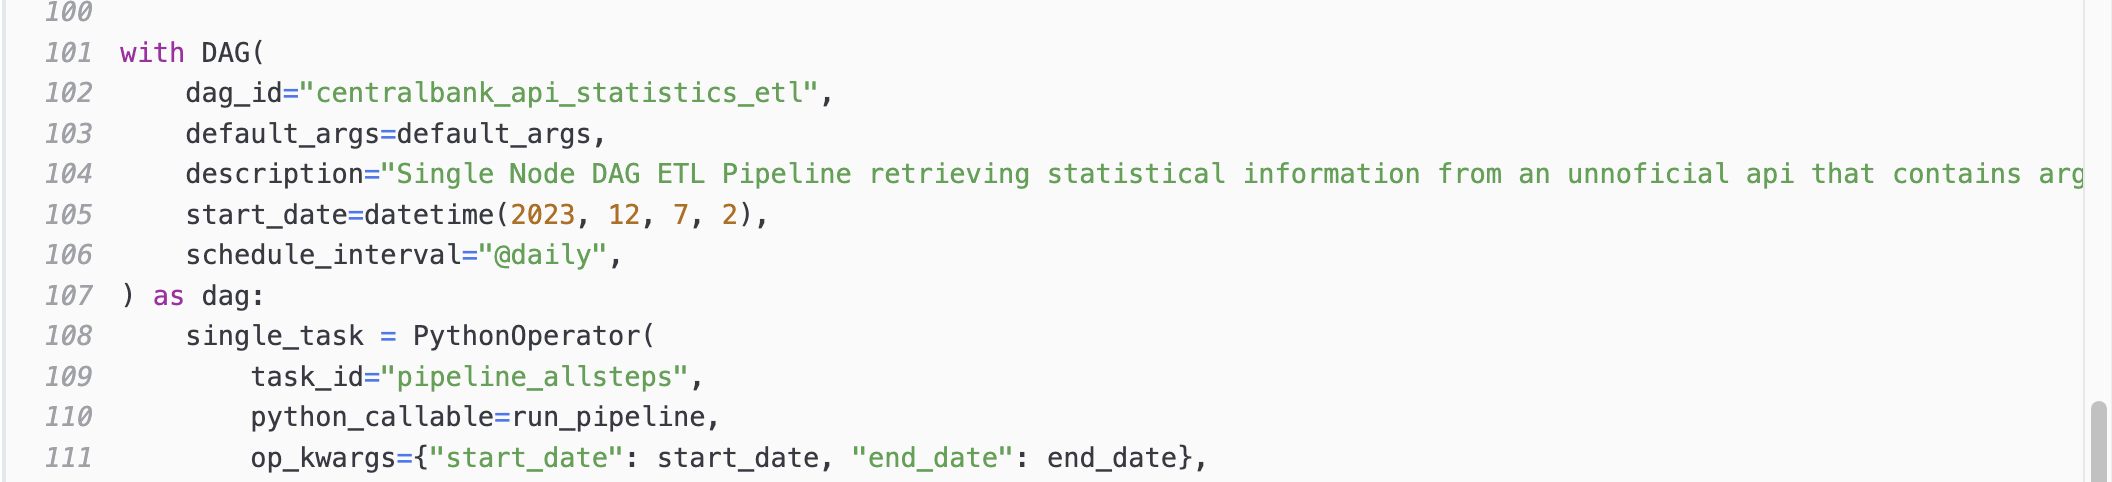 100
101 with DAG(
102     dag_id="centralbank_api_statistics_etl",
103     default_args=default_args,
104     description="Single Node DAG ETL Pipeline retrieving statistical information from an unnoficial api that contains arg
105     start_date=datetime(2023, 12, 7, 2),
106     schedule_interval="@daily",
107 ) as dag:
108     single_task = PythonOperator(
109         task_id="pipeline_allsteps",
110         python_callable=run_pipeline,
111         op_kwargs={"start_date": start_date, "end_date": end_date},